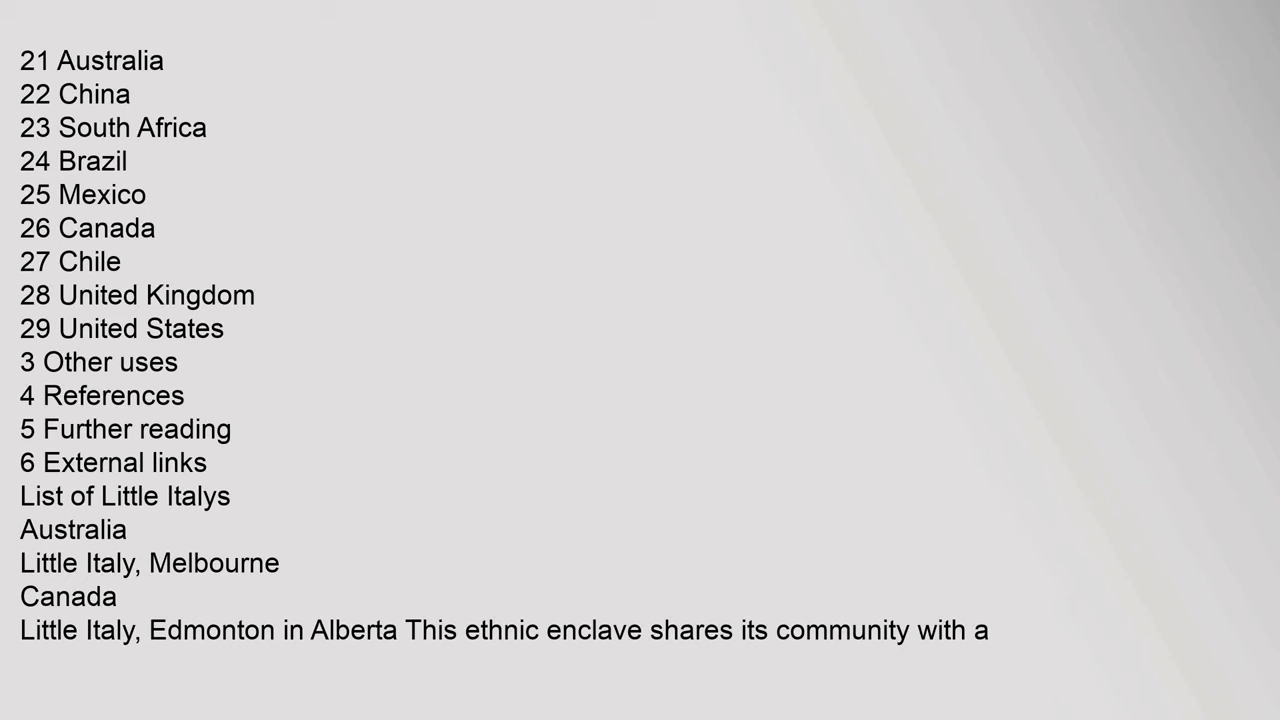 21 Australia
22 China
23 South Africa
24 Brazil
25 Mexico
26 Canada
27 Chile
28 United Kingdom
29 United States
3 Other uses
4 References
5 Further reading
6 External links
List of Little Italys
Australia
Little Italy, Melbourne
Canada
Little Italy, Edmonton in Alberta This ethnic enclave shares its community with a